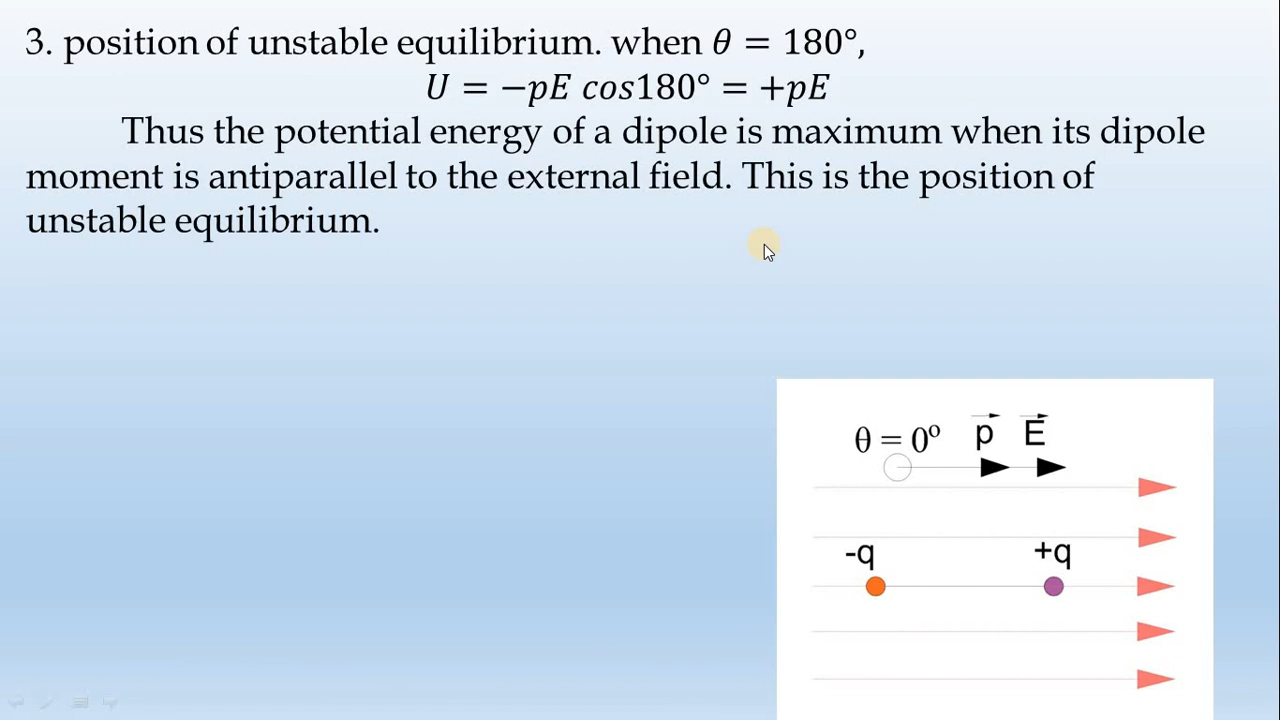 3. position of unstable equilibrium. when θ = 180°,
U = −pE cos180° = +pE
Thus the potential energy of a dipole is maximum when its dipole
moment is antiparallel to the external field. This is the position of
unstable equilibrium.
θ = 0° p⃗ E⃗
-q +q